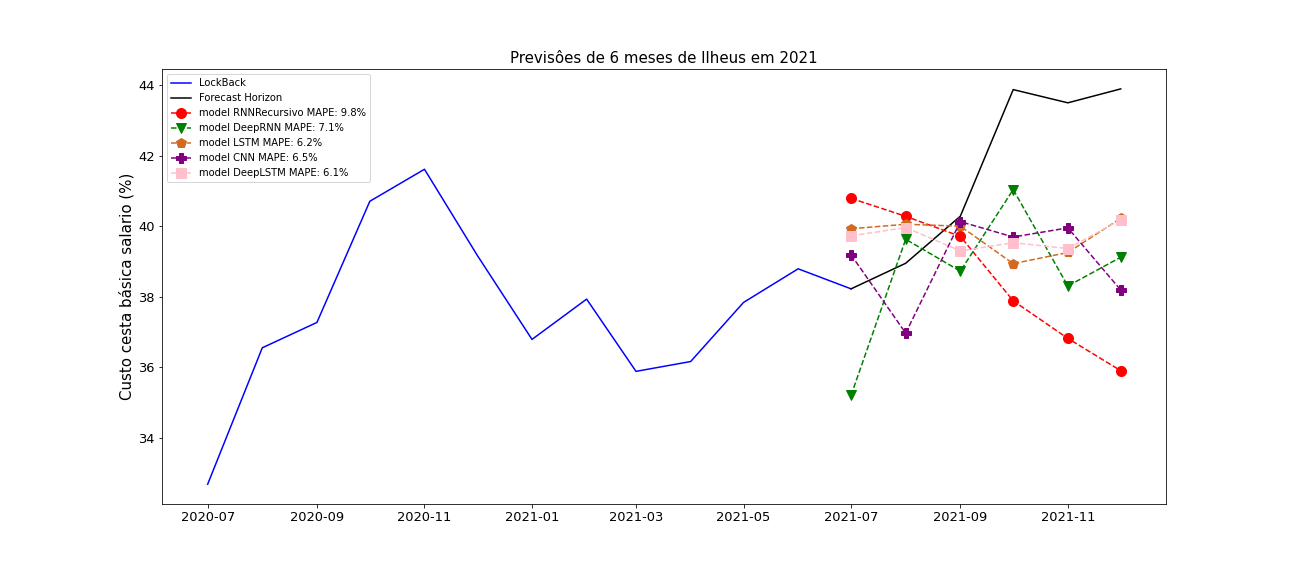 Previsões de 6 meses de Ilheus em 2021
LockBack
Forecast Horizon
model RNNRecursivo MAPE: 9.8%
model DeepRNN MAPE: 7.1%
model LSTM MAPE: 6.2%
model CNN MAPE: 6.5%
model DeepLSTM MAPE: 6.1%
Custo cesta básica salario (%)
44
42
40
38
36
34
2020-07
2020-09
2020-11
2021-01
2021-03
2021-05
2021-07
2021-09
2021-11